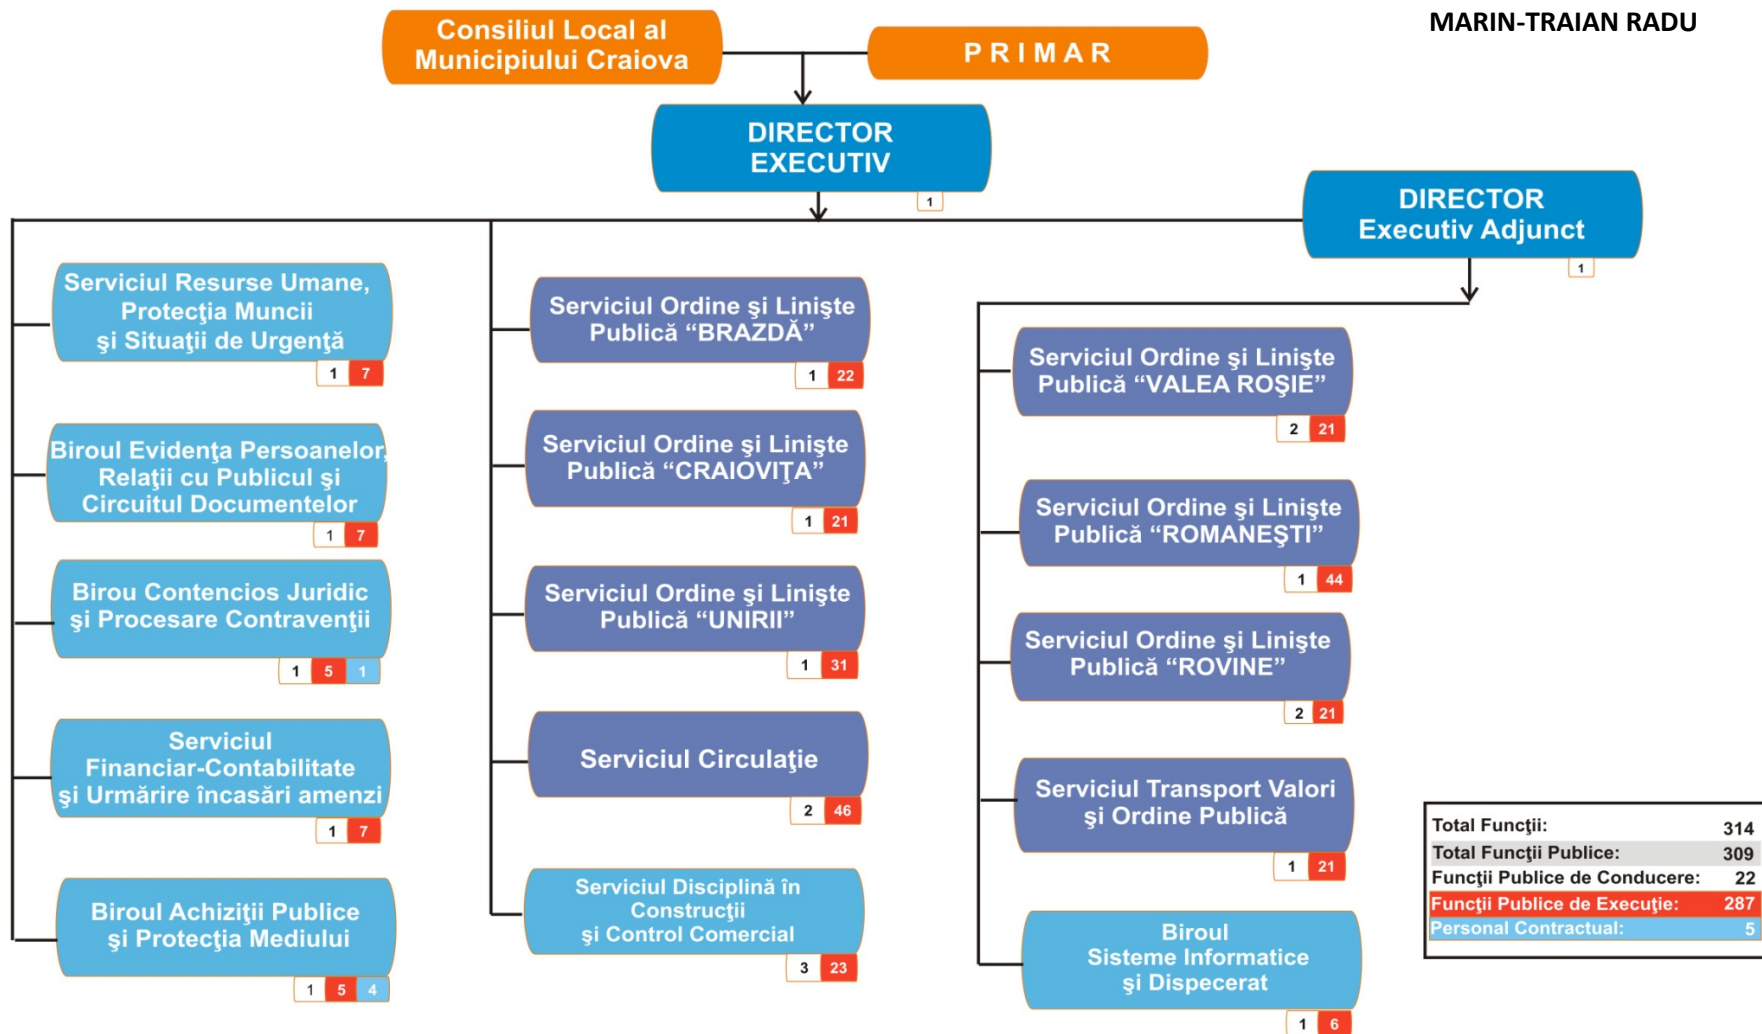 MARIN-TRAIAN RADU
Consiliul Local al
Municipiului Craiova
P R I M A R
DIRECTOR
EXECUTIV
1
DIRECTOR
Executiv Adjunct
1
Serviciul Resurse Umane,
Protecţia Muncii
şi Situaţii de Urgenţă
1 7
Biroul Evidenţa Persoanelor,
Relaţii cu Publicul şi
Circuitul Documentelor
1 7
Birou Contencios Juridic
şi Procesare Contravenţii
1 5 1
Serviciul
Financiar-Contabilitate
şi Urmărire încasări amenzi
1 7
Biroul Achiziţii Publice
şi Protecţia Mediului
1 5 4
Serviciul Ordine şi Linişte
Publică “BRAZDĂ”
1 22
Serviciul Ordine şi Linişte
Publică “CRAIOVIŢA”
1 21
Serviciul Ordine şi Linişte
Publică “UNIRII”
1 31
Serviciul Circulaţie
2 46
Serviciul Disciplină în
Construcţii
şi Control Comercial
3 23
Serviciul Ordine şi Linişte
Publică “VALEA ROŞIE”
2 21
Serviciul Ordine şi Linişte
Publică “ROMANEŞTI”
1 44
Serviciul Ordine şi Linişte
Publică “ROVINE”
2 21
Serviciul Transport Valori
şi Ordine Publică
1 21
Biroul
Sisteme Informatice
şi Dispecerat
1 6
Total Funcţii: 314
Total Funcţii Publice: 309
Funcţii Publice de Conducere: 22
Funcţii Publice de Execuţie: 287
Personal Contractual: 5